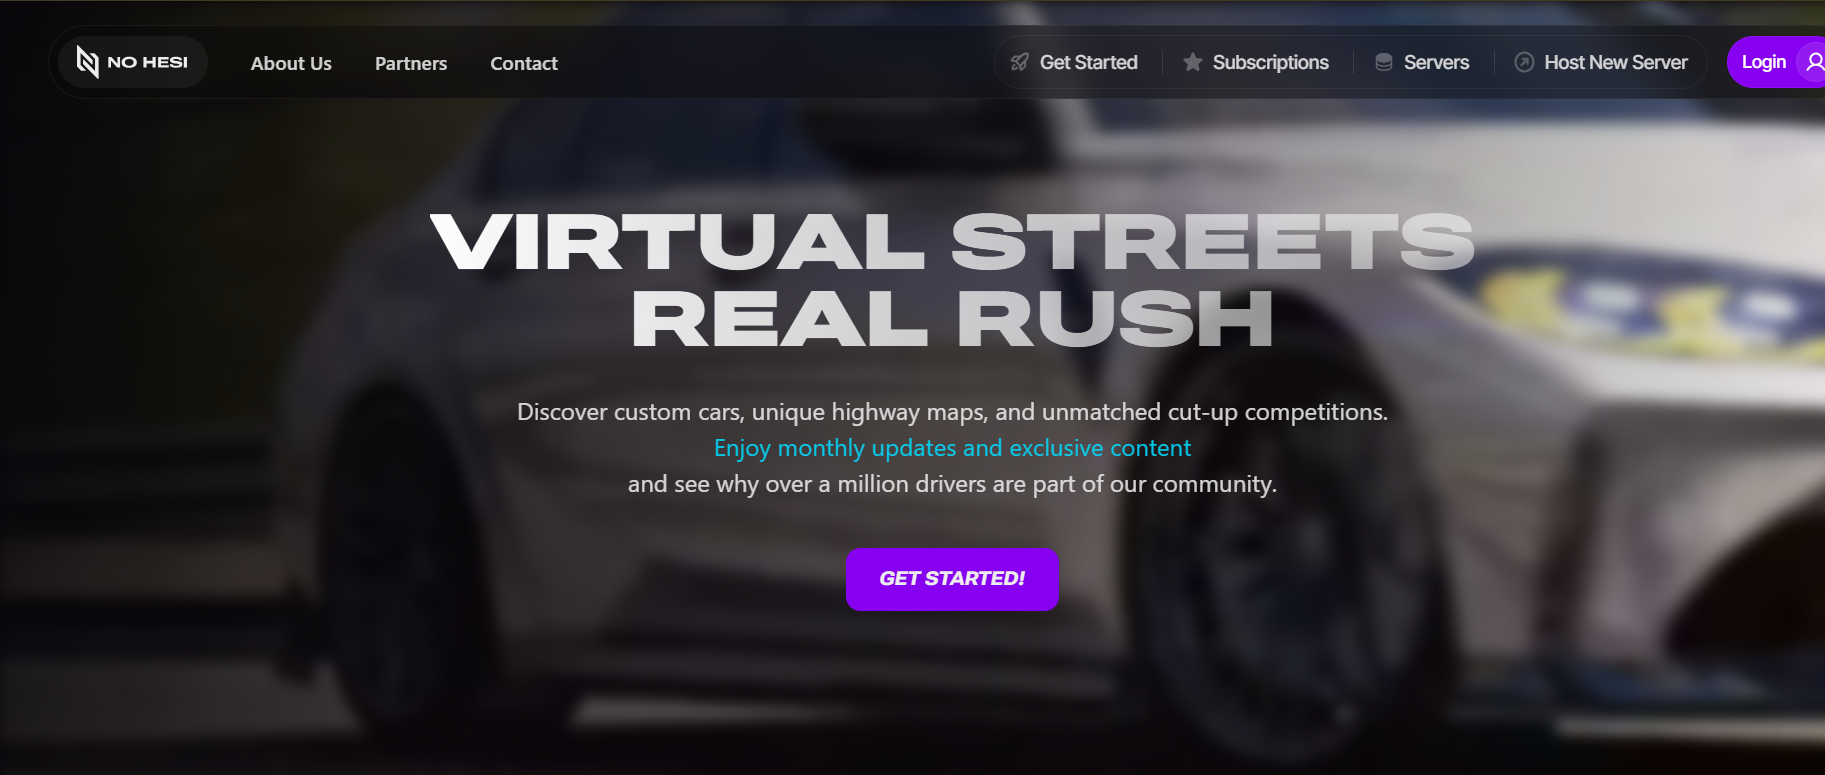 NO HESI
About Us
Partners
Contact
Get Started
Subscriptions
Servers
Host New Server
Login
VIRTUAL STREETS
REAL RUSH
Discover custom cars, unique highway maps, and unmatched cut-up competitions.
Enjoy monthly updates and exclusive content
and see why over a million drivers are part of our community.
GET STARTED!